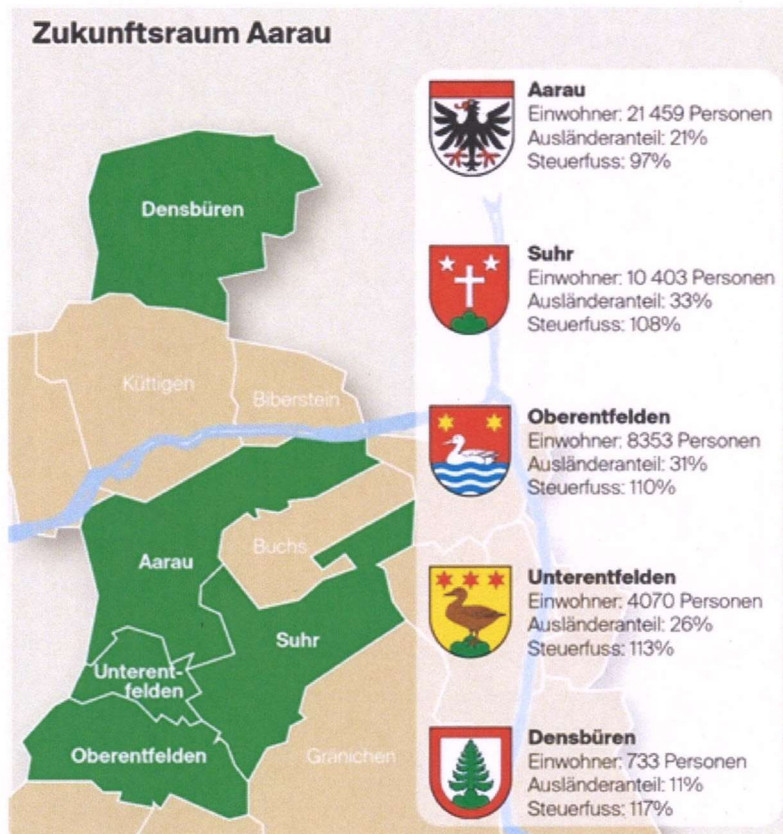 Zukunftsraum Aarau
Aarau
Einwohner: 21 459 Personen
Ausländeranteil: 21%
Steuerfuss: 97%
Suhr
Einwohner: 10 403 Personen
Ausländeranteil: 33%
Steuerfuss: 108%
Oberentfelden
Einwohner: 8353 Personen
Ausländeranteil: 31%
Steuerfuss: 110%
Unterentfelden
Einwohner: 4070 Personen
Ausländeranteil: 26%
Steuerfuss: 113%
Densbüren
Einwohner: 733 Personen
Ausländeranteil: 11%
Steuerfuss: 117%
Densbüren
Küttigen
Biberstein
Buchs
Aarau
Suhr
Unterent-
felden
Oberentfelden
Gränichen